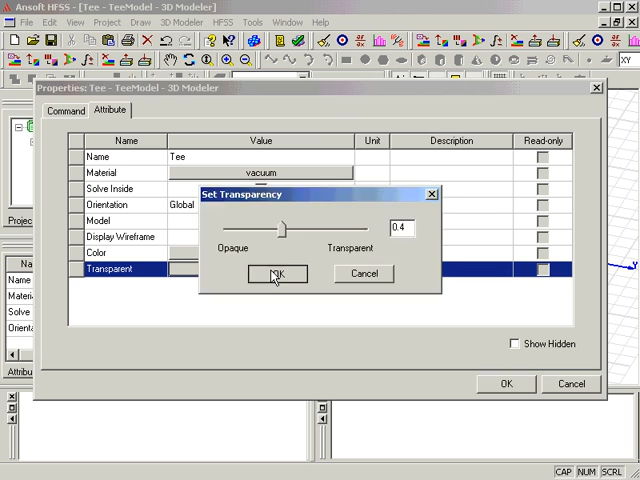 Ansoft HFSS - [Tee - TeeModel - 3D Modeler]
File Edit View Project Draw 3D Modeler HFSS Tools Window Help
XY
Properties: Tee - TeeModel - 3D Modeler
Command Attribute
Name Value Unit Description Read-only
Name Tee
Material vacuum
Solve Inside
Orientation Global
Model
Display Wireframe
Color
Transparent
Set Transparency
0.4
Opaque Transparent
OK Cancel
Show Hidden
OK Cancel
Projec
Na
Name
Materia
Solve
Orienta
Attribu
Y
CAP NUM SCRL